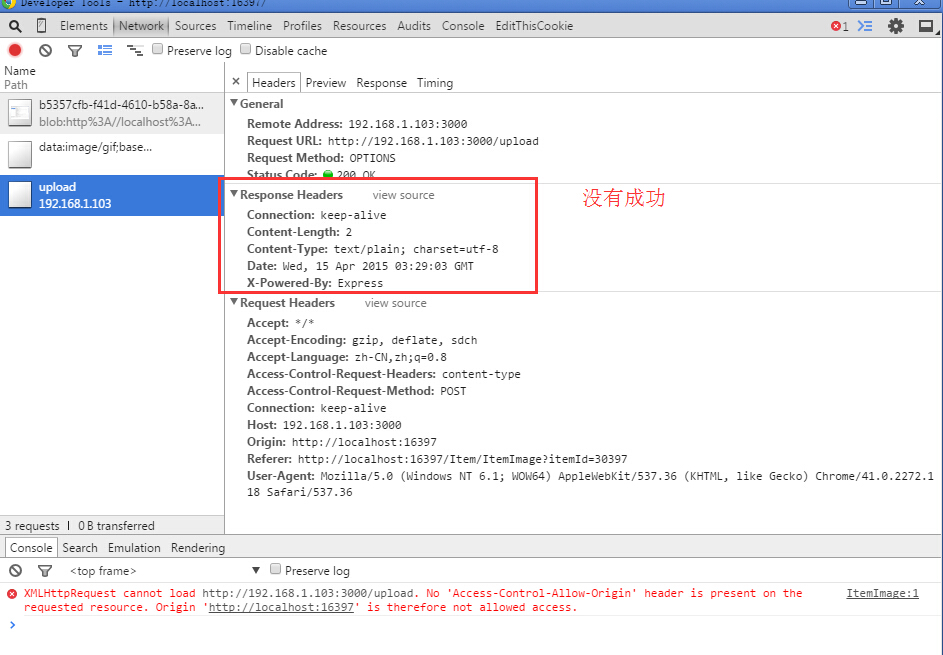 Developer Tools - http://localhost:16397/
Elements Network Sources Timeline Profiles Resources Audits Console EditThisCookie 1
Preserve log Disable cache
Name
Path
b5357cfb-f41d-4610-b58a-8a...
blob:http%3A//localhost%3A...
data:image/gif;base...
upload
192.168.1.103
3 requests | 0 B transferred
× Headers Preview Response Timing
General
Remote Address: 192.168.1.103:3000
Request URL: http://192.168.1.103:3000/upload
Request Method: OPTIONS
Status Code: 200 OK
Response Headers view source
没有成功
Connection: keep-alive
Content-Length: 2
Content-Type: text/plain; charset=utf-8
Date: Wed, 15 Apr 2015 03:29:03 GMT
X-Powered-By: Express
Request Headers view source
Accept: */*
Accept-Encoding: gzip, deflate, sdch
Accept-Language: zh-CN,zh;q=0.8
Access-Control-Request-Headers: content-type
Access-Control-Request-Method: POST
Connection: keep-alive
Host: 192.168.1.103:3000
Origin: http://localhost:16397
Referer: http://localhost:16397/Item/ItemImage?itemId=30397
User-Agent: Mozilla/5.0 (Windows NT 6.1; WOW64) AppleWebKit/537.36 (KHTML, like Gecko) Chrome/41.0.2272.1
18 Safari/537.36
Console Search Emulation Rendering
<top frame> Preserve log
XMLHttpRequest cannot load http://192.168.1.103:3000/upload. No 'Access-Control-Allow-Origin' header is present on the ItemImage:1
requested resource. Origin 'http://localhost:16397' is therefore not allowed access.